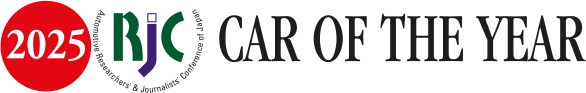 2025
RJC
Automotive Researchers' & Journalists' Conference of Japan
CAR OF THE YEAR